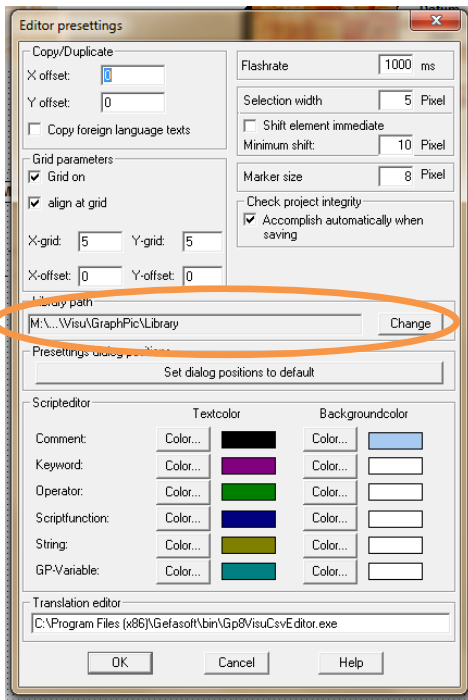 Datum
Editor presettings
Copy/Duplicate
X offset: 0
Y offset: 0
Copy foreign language texts
Flashrate 1000 ms
Selection width 5 Pixel
Shift element immediate
Minimum shift: 10 Pixel
Grid parameters
Grid on
align at grid
X-grid: 5 Y-grid: 5
X-offset: 0 Y-offset: 0
Marker size 8 Pixel
Check project integrity
Accomplish automatically when
saving
Library path
M:\...\Visu\GraphPic\Library Change
Presettings dialog positions
Set dialog positions to default
Scripteditor
Textcolor Backgroundcolor
Comment: Color... Color...
Keyword: Color... Color...
Operator: Color... Color...
Scriptfunction: Color... Color...
String: Color... Color...
GP-Variable: Color... Color...
Translation editor
C:\Program Files (x86)\Gefasoft\bin\Gp8VisuCsvEditor.exe
OK Cancel Help